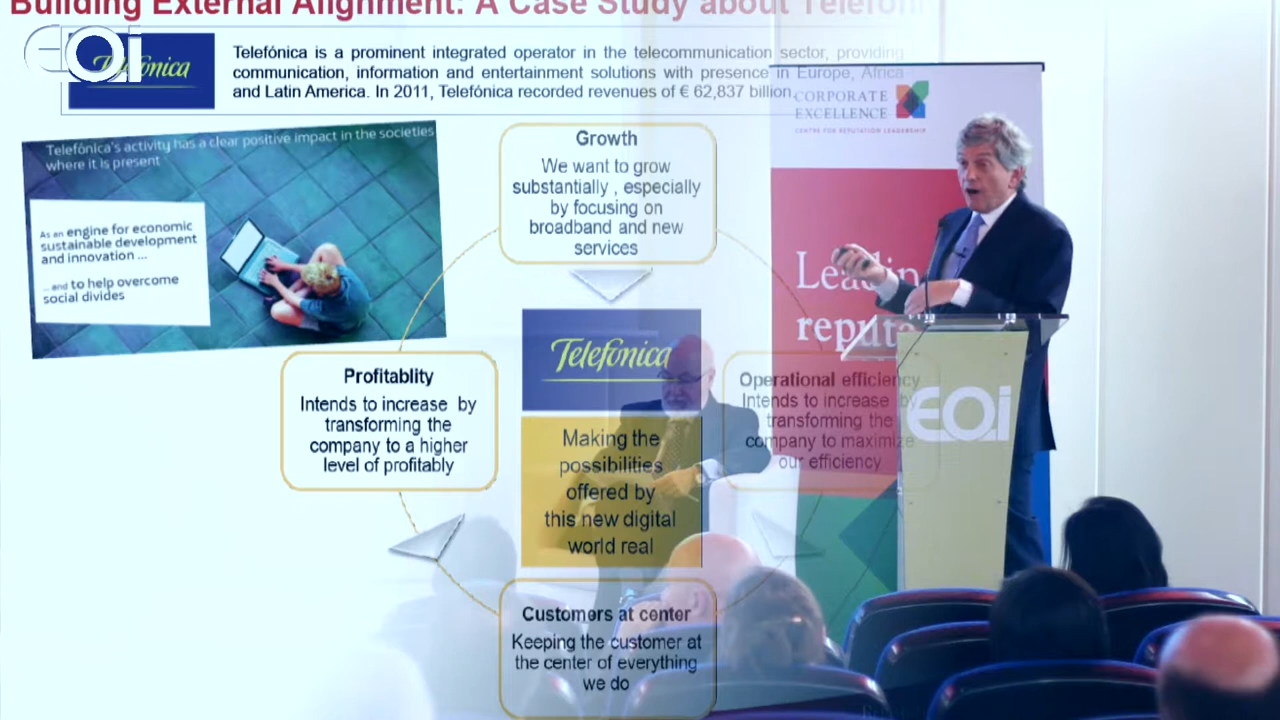 Building External Alignment: A Case Study about Telefóni
EOi
Telefónica
Telefónica is a prominent integrated operator in the telecommunication sector, providing
communication, information and entertainment solutions with presence in Europe, Africa
and Latin America. In 2011, Telefónica recorded revenues of € 62,837 billion.
CORPORATE
EXCELLENCE
CENTRE FOR REPUTATION LEADERSHIP
Telefónica's activity has a clear positive impact in the societies
where it is present
As an engine for economic
sustainable development
and innovation ...
... and to help overcome
social divides
Growth
We want to grow
substantially , especially
by focusing on
broadband and new
services
Leadin
reputa
Telefónica
Profitablity
Intends to increase by
transforming the
company to a higher
level of profitably
Operational efficiency
Intends to increase by
transforming the
company to maximize
our efficiency
EOi
Making the
possibilities
offered by
this new digital
world real
Customers at center
Keeping the customer at
the center of everything
we do